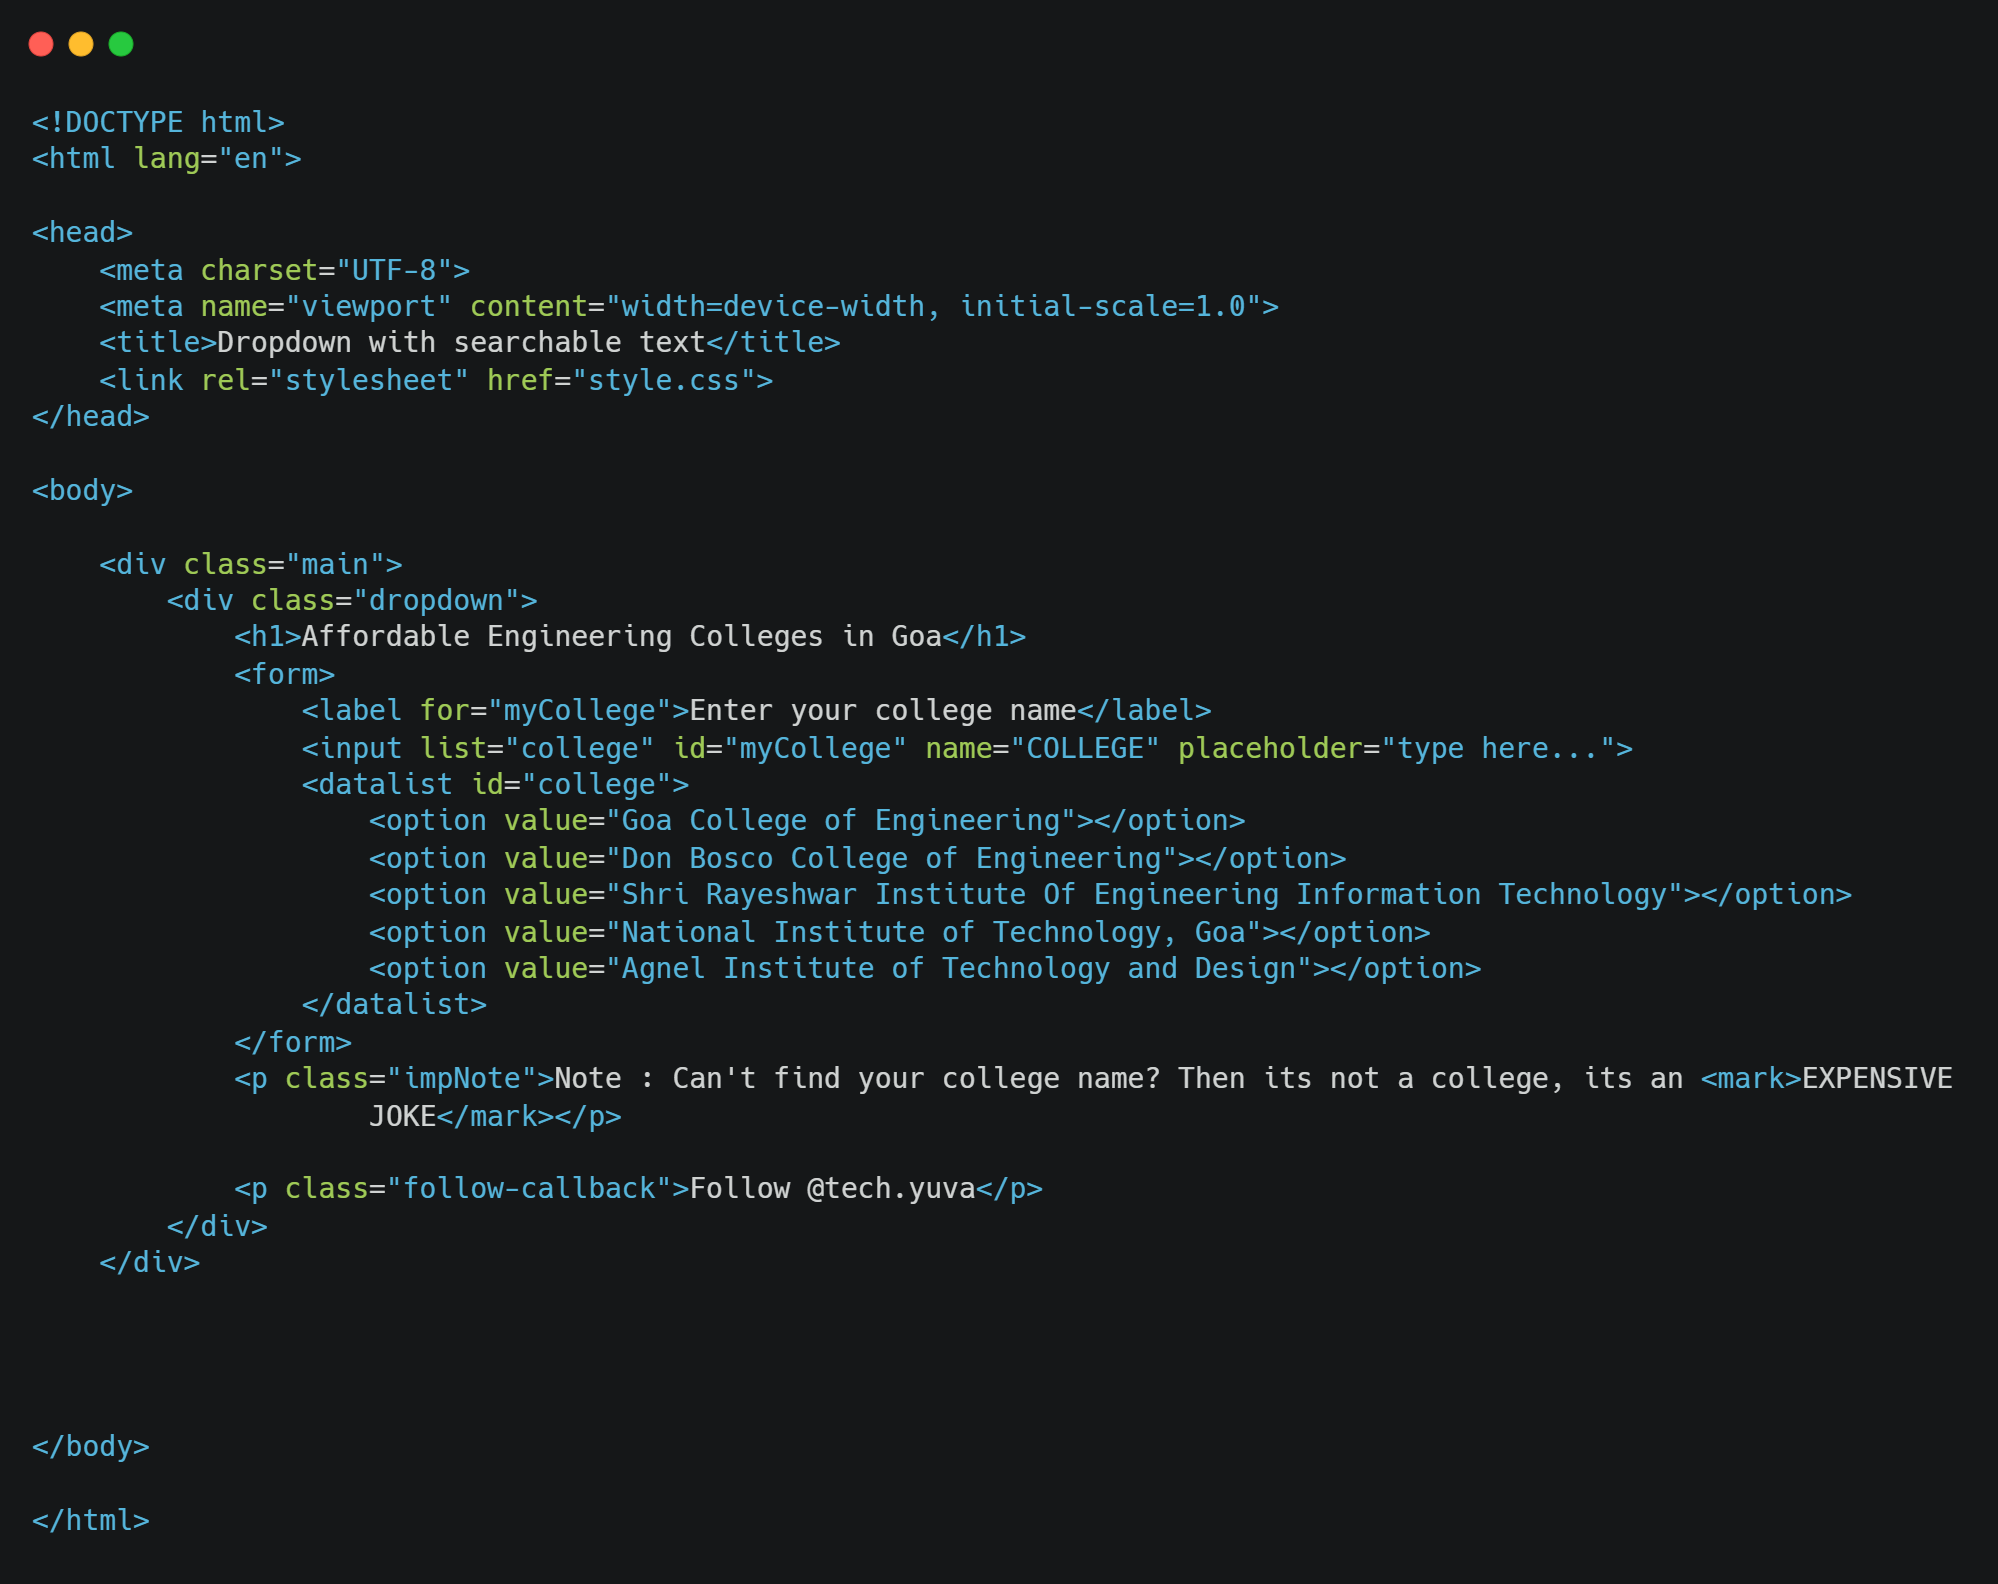 <!DOCTYPE html>
<html lang="en">
<head>
    <meta charset="UTF-8">
    <meta name="viewport" content="width=device-width, initial-scale=1.0">
    <title>Dropdown with searchable text</title>
    <link rel="stylesheet" href="style.css">
</head>
<body>
    <div class="main">
        <div class="dropdown">
            <h1>Affordable Engineering Colleges in Goa</h1>
            <form>
                <label for="myCollege">Enter your college name</label>
                <input list="college" id="myCollege" name="COLLEGE" placeholder="type here...">
                <datalist id="college">
                    <option value="Goa College of Engineering"></option>
                    <option value="Don Bosco College of Engineering"></option>
                    <option value="Shri Rayeshwar Institute Of Engineering Information Technology"></option>
                    <option value="National Institute of Technology, Goa"></option>
                    <option value="Agnel Institute of Technology and Design"></option>
                </datalist>
            </form>
            <p class="impNote">Note : Can't find your college name? Then its not a college, its an <mark>EXPENSIVE
                    JOKE</mark></p>
            <p class="follow-callback">Follow @tech.yuva</p>
        </div>
    </div>
</body>
</html>